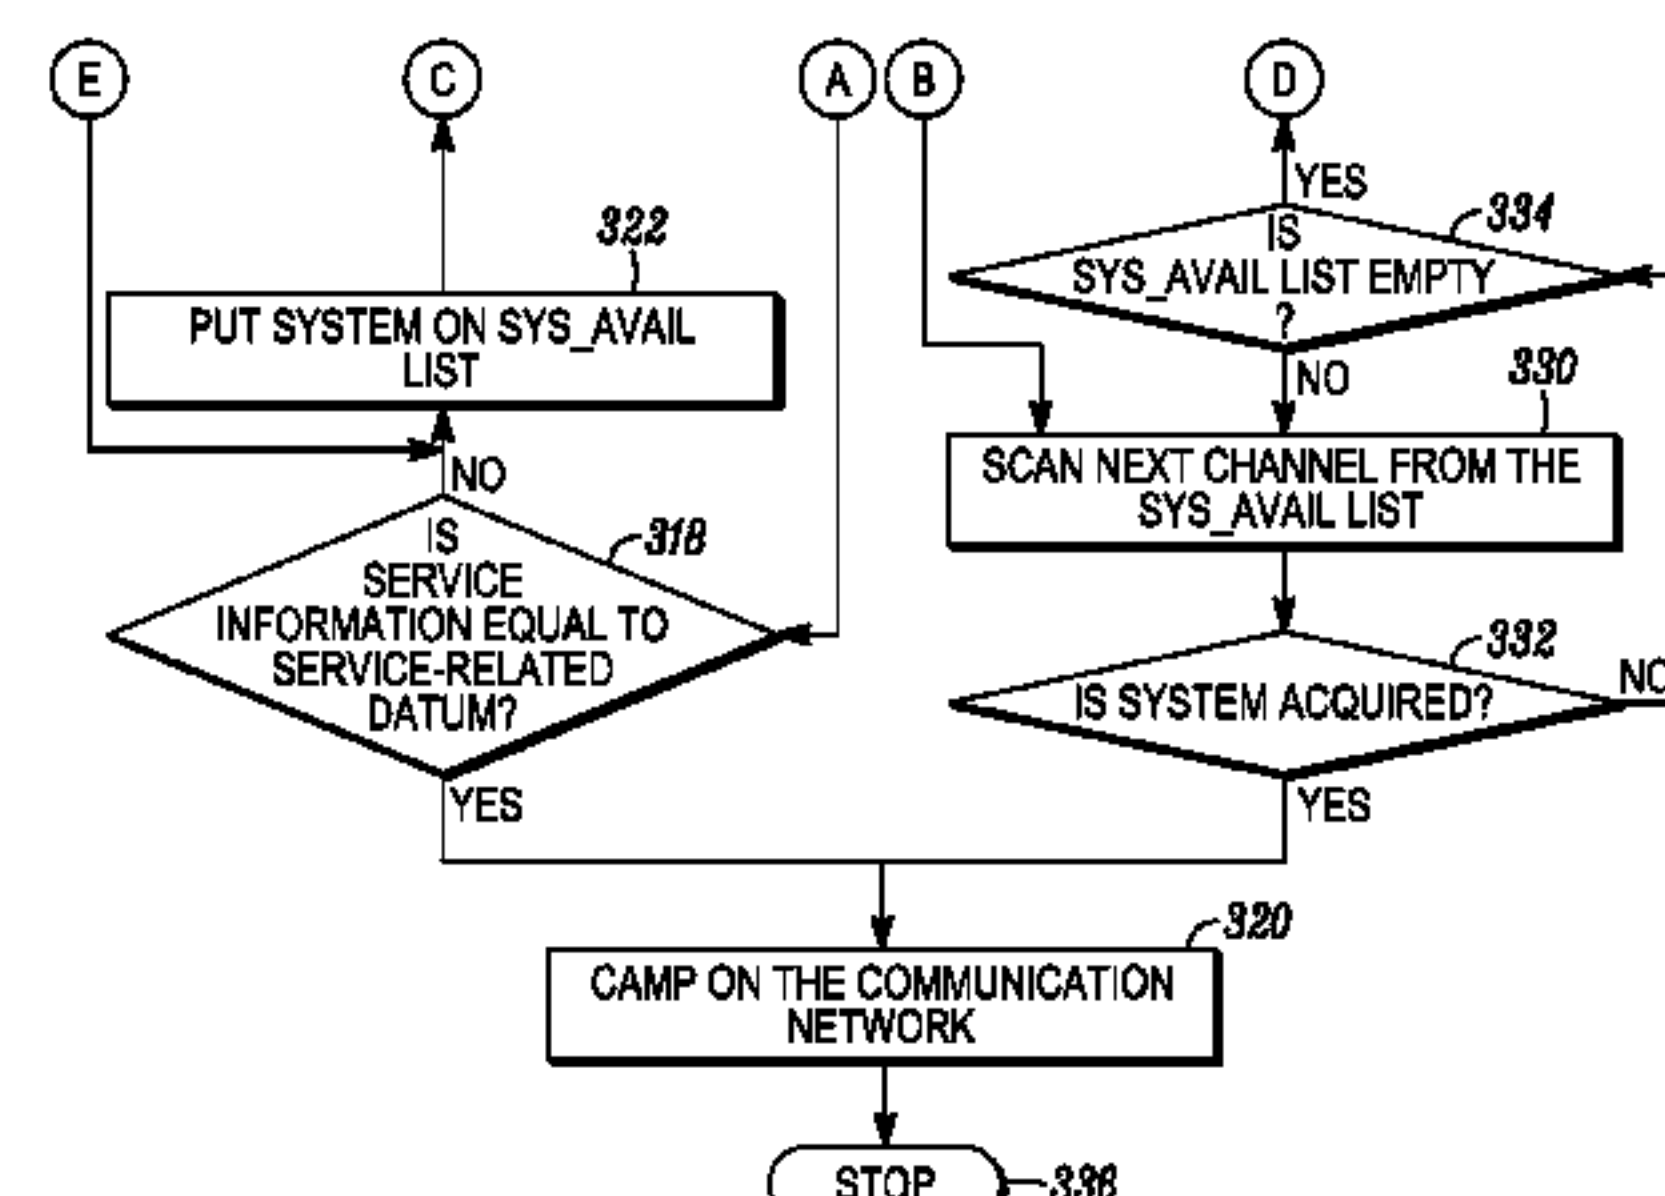 E
C
A
B
D
YES
334
IS
SYS_AVAIL LIST EMPTY
?
NO
322
PUT SYSTEM ON SYS_AVAIL
LIST
330
SCAN NEXT CHANNEL FROM THE
SYS_AVAIL LIST
NO
318
IS
SERVICE
INFORMATION EQUAL TO
SERVICE-RELATED
DATUM?
YES
332
IS SYSTEM ACQUIRED?
NO
YES
320
CAMP ON THE COMMUNICATION
NETWORK
STOP
336